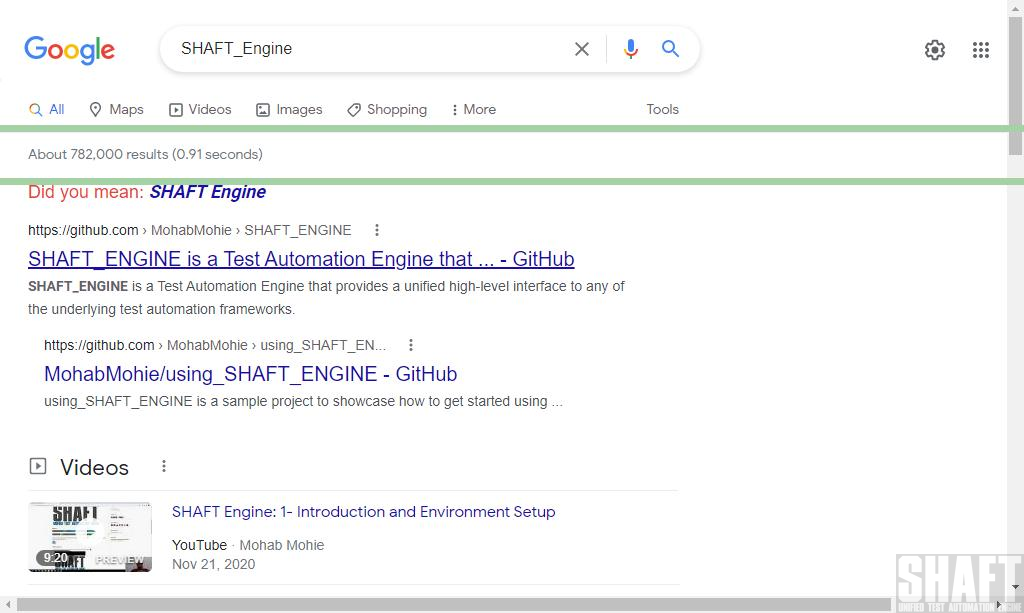 Google
SHAFT_Engine
All Maps Videos Images Shopping More Tools
About 782,000 results (0.91 seconds)
Did you mean: SHAFT Engine
https://github.com › MohabMohie › SHAFT_ENGINE
SHAFT_ENGINE is a Test Automation Engine that ... - GitHub
SHAFT_ENGINE is a Test Automation Engine that provides a unified high-level interface to any of
the underlying test automation frameworks.
https://github.com › MohabMohie › using_SHAFT_EN...
MohabMohie/using_SHAFT_ENGINE - GitHub
using_SHAFT_ENGINE is a sample project to showcase how to get started using ...
Videos
SHAFT
9:20
PREVIEW
SHAFT Engine: 1- Introduction and Environment Setup
YouTube · Mohab Mohie
Nov 21, 2020
SHAFT
UNIFIED TEST AUTOMATION ENGINE